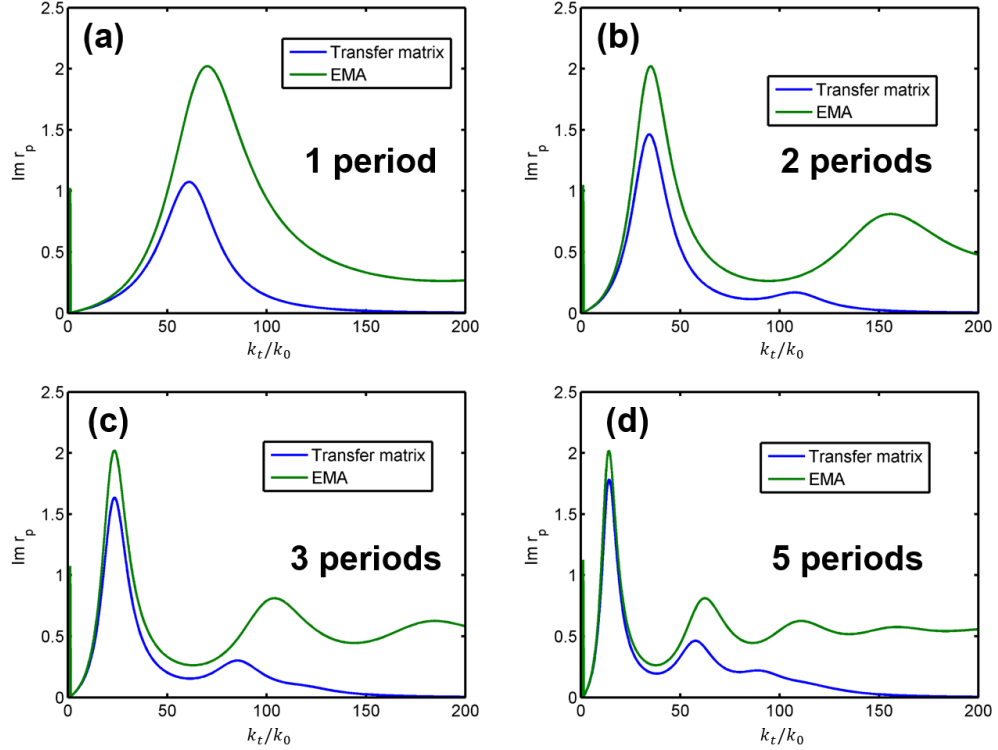 (a)
Transfer matrix
EMA
1 period
Im r_p
2.5
2
1.5
1
0.5
0
0 50 100 150 200
k_t/k_0
(b)
Transfer matrix
EMA
2 periods
Im r_p
2.5
2
1.5
1
0.5
0
0 50 100 150 200
k_t/k_0
(c)
Transfer matrix
EMA
3 periods
Im r_p
2.5
2
1.5
1
0.5
0
0 50 100 150 200
k_t/k_0
(d)
Transfer matrix
EMA
5 periods
Im r_p
2.5
2
1.5
1
0.5
0
0 50 100 150 200
k_t/k_0